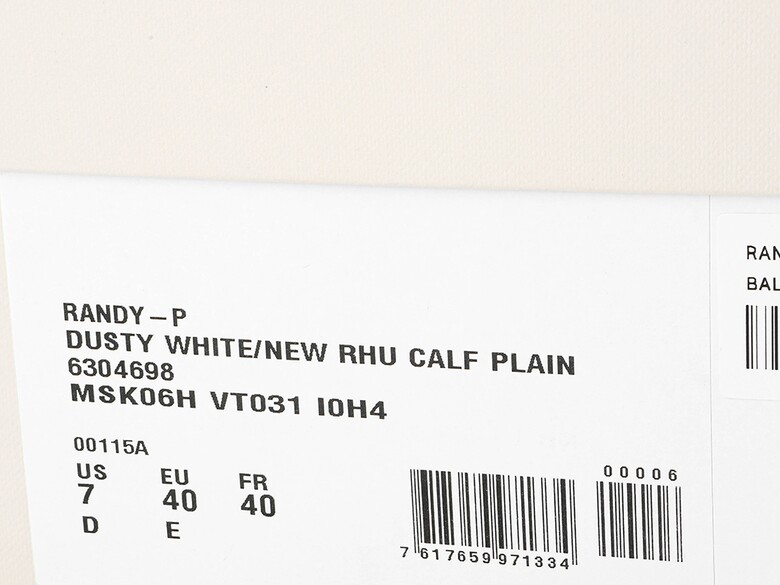 RANDY-P
DUSTY WHITE/NEW RHU CALF PLAIN
6304698
MSK06H VT031 I0H4
00115A
US EU FR
7 40 40
D E
7 617659 971334
00006
RAN
BAL